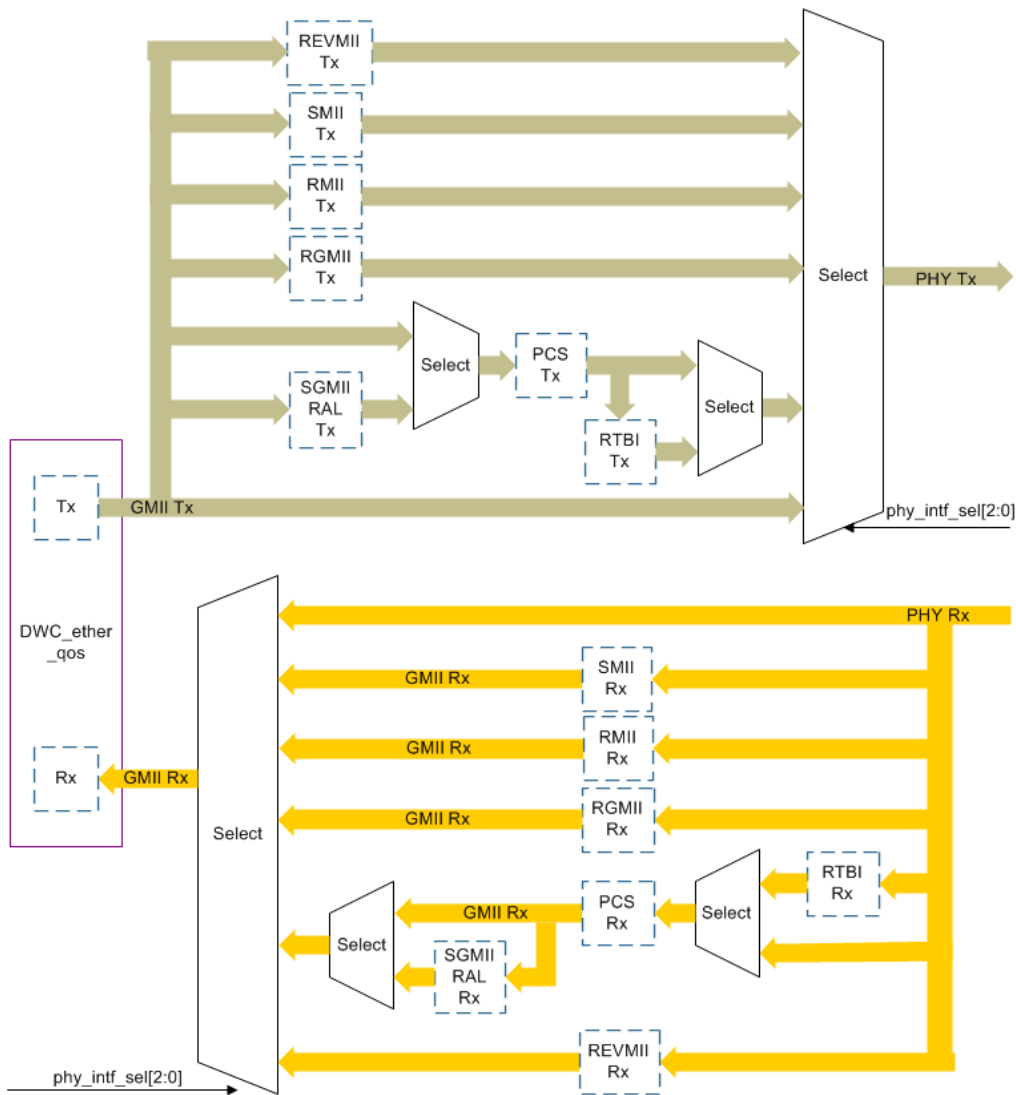 REVMII
Tx
SMII
Tx
RMII
Tx
RGMII
Tx
Select
PHY Tx
Select
PCS
Tx
SGMII
RAL
Tx
Select
RTBI
Tx
Tx
GMII Tx
phy_intf_sel[2:0]
DWC_ether
_qos
PHY Rx
GMII Rx
SMII
Rx
GMII Rx
RMII
Rx
Rx
GMII Rx
GMII Rx
RGMII
Rx
Select
RTBI
Rx
GMII Rx
PCS
Rx
Select
Select
SGMII
RAL
Rx
REVMII
Rx
phy_intf_sel[2:0]